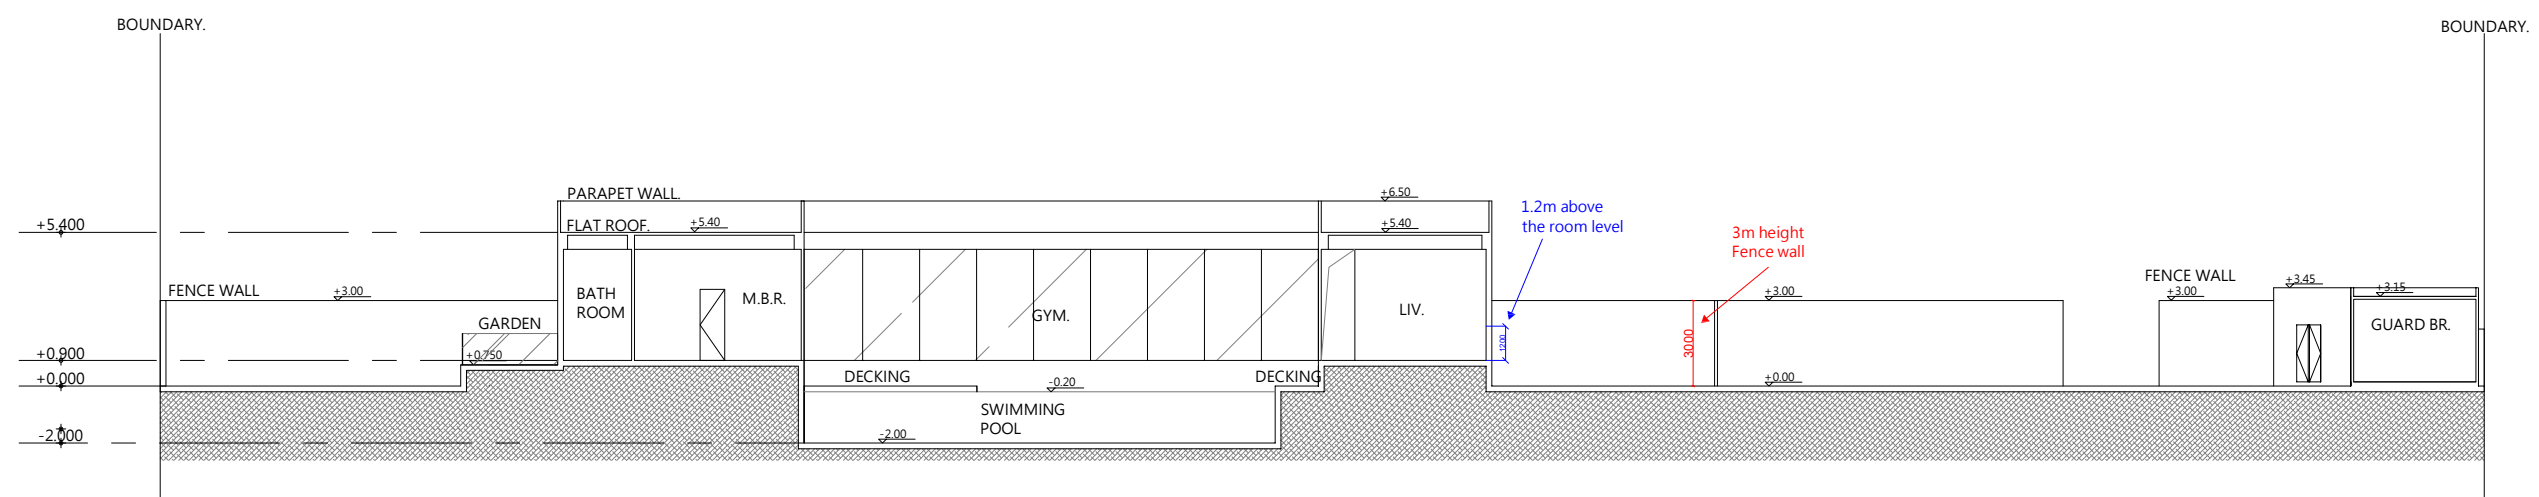 BOUNDARY.
BOUNDARY.
PARAPET WALL.
+6.50
1.2m above
the room level
+5.400
FLAT ROOF.
+5.40
+5.40
3m height
Fence wall
FENCE WALL
+3.00
BATH
ROOM
M.B.R.
GYM.
LIV.
+3.00
FENCE WALL
+3.00
+3.45
+3.15
GUARD BR.
GARDEN
1200
3000
+0.900
+0.750
+0.000
DECKING
-0.20
DECKING
+0.00
SWIMMING
POOL
-2.000
-2.00